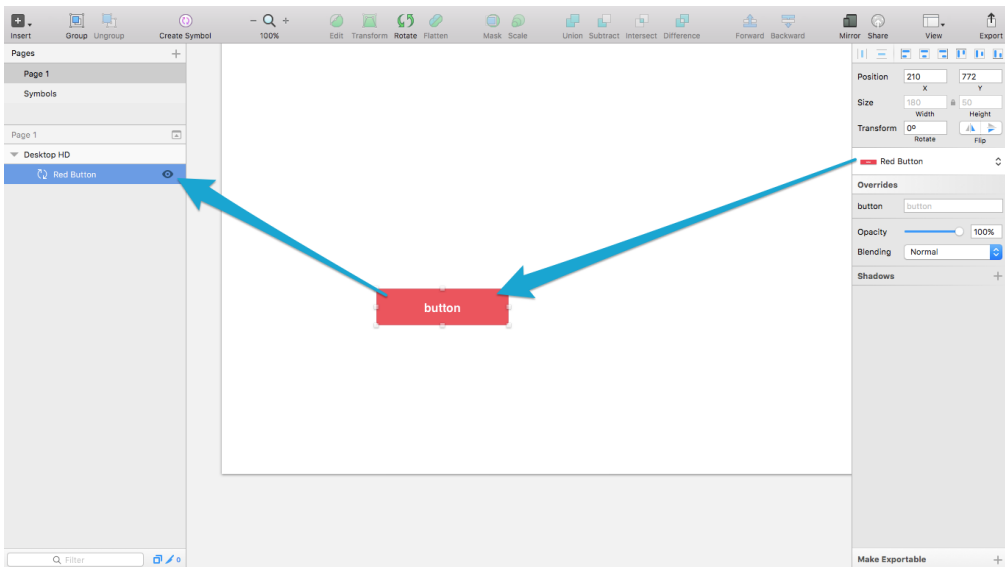 Insert Group Ungroup Create Symbol 100% Edit Transform Rotate Flatten Mask Scale Union Subtract Intersect Difference Forward Backward Mirror Share View Export
Pages
Page 1
Symbols
Page 1
Desktop HD
Red Button
Filter
0
button
Position 210 772
X Y
Size 180 50
Width Height
Transform 0º
Rotate Flip
Red Button
Overrides
button button
Opacity 100%
Blending Normal
Shadows
Make Exportable